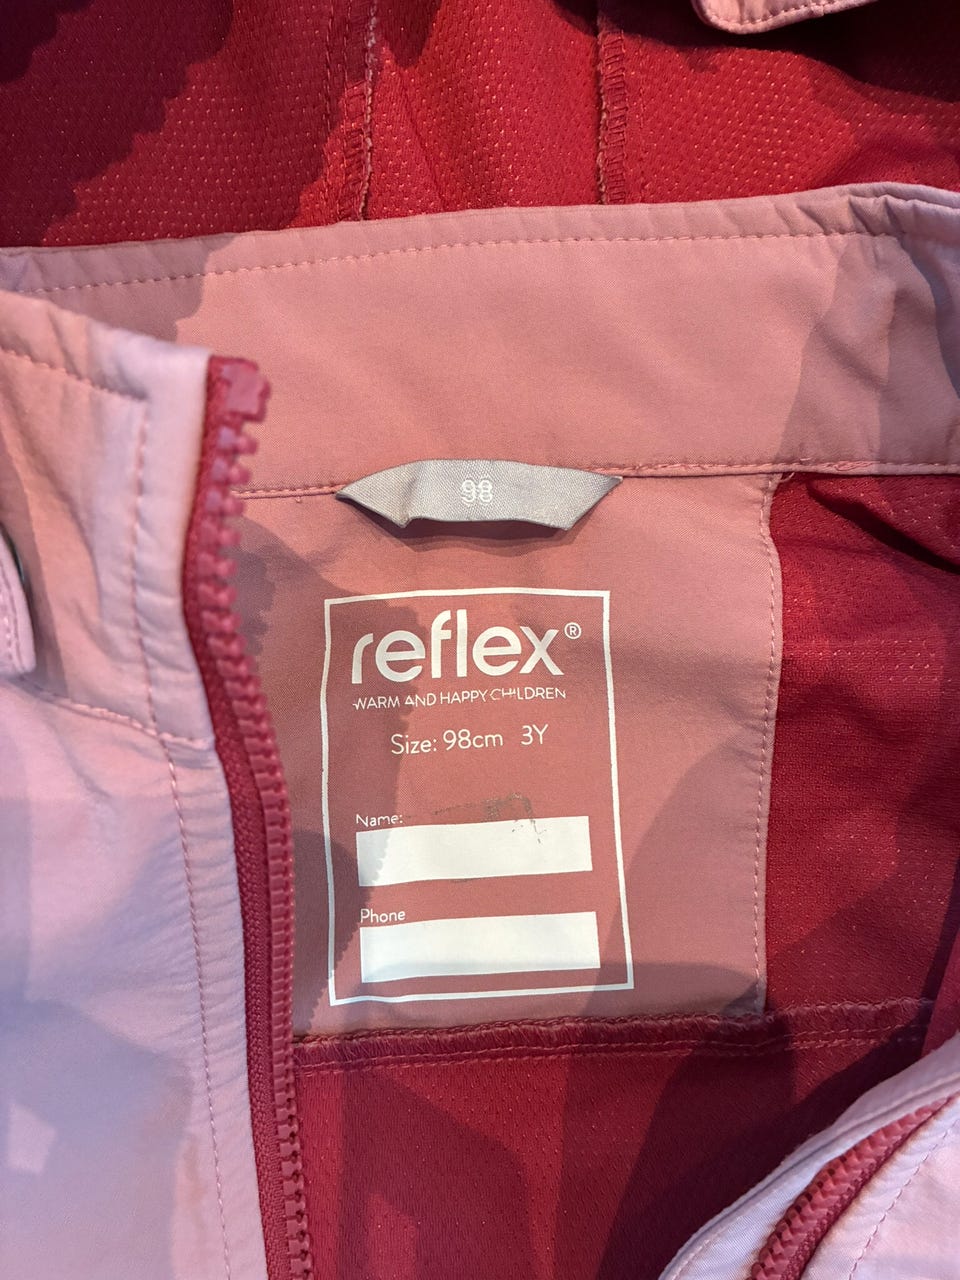 98
reflex®
WARM AND HAPPY CHILDREN
Size: 98cm 3Y
Name:
Phone